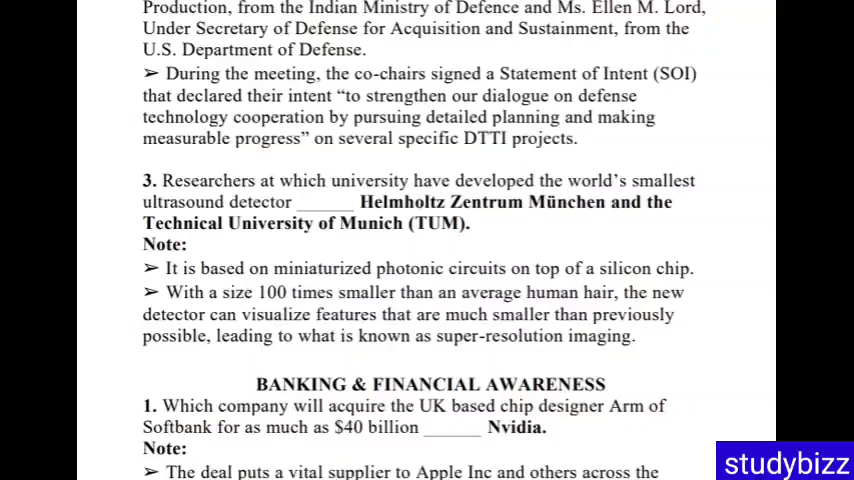 Production, from the Indian Ministry of Defence and Ms. Ellen M. Lord,
Under Secretary of Defense for Acquisition and Sustainment, from the
U.S. Department of Defense.
➢ During the meeting, the co-chairs signed a Statement of Intent (SOI)
that declared their intent “to strengthen our dialogue on defense
technology cooperation by pursuing detailed planning and making
measurable progress” on several specific DTTI projects.
3. Researchers at which university have developed the world’s smallest
ultrasound detector ______ Helmholtz Zentrum München and the
Technical University of Munich (TUM).
Note:
➢ It is based on miniaturized photonic circuits on top of a silicon chip.
➢ With a size 100 times smaller than an average human hair, the new
detector can visualize features that are much smaller than previously
possible, leading to what is known as super-resolution imaging.
BANKING & FINANCIAL AWARENESS
1. Which company will acquire the UK based chip designer Arm of
Softbank for as much as $40 billion ______ Nvidia.
Note:
➢ The deal puts a vital supplier to Apple Inc and others across the
studybizz